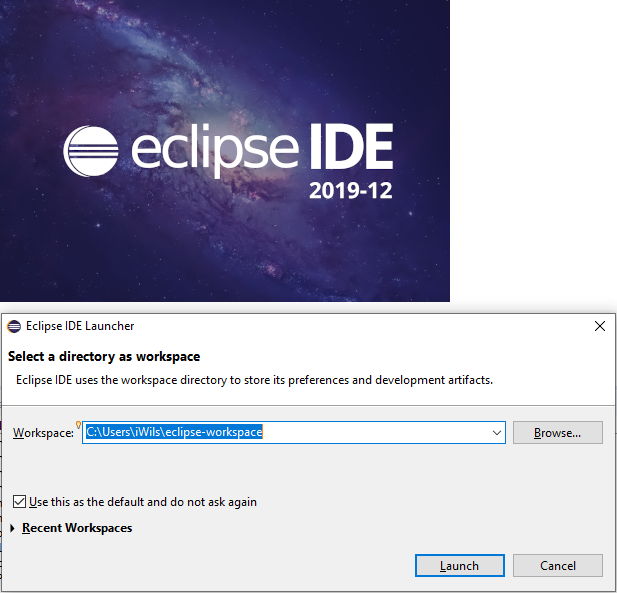 eclipse IDE
2019-12
Eclipse IDE Launcher
Select a directory as workspace
Eclipse IDE uses the workspace directory to store its preferences and development artifacts.
Workspace: C:\Users\iWils\eclipse-workspace Browse...
Use this as the default and do not ask again
Recent Workspaces
Launch Cancel